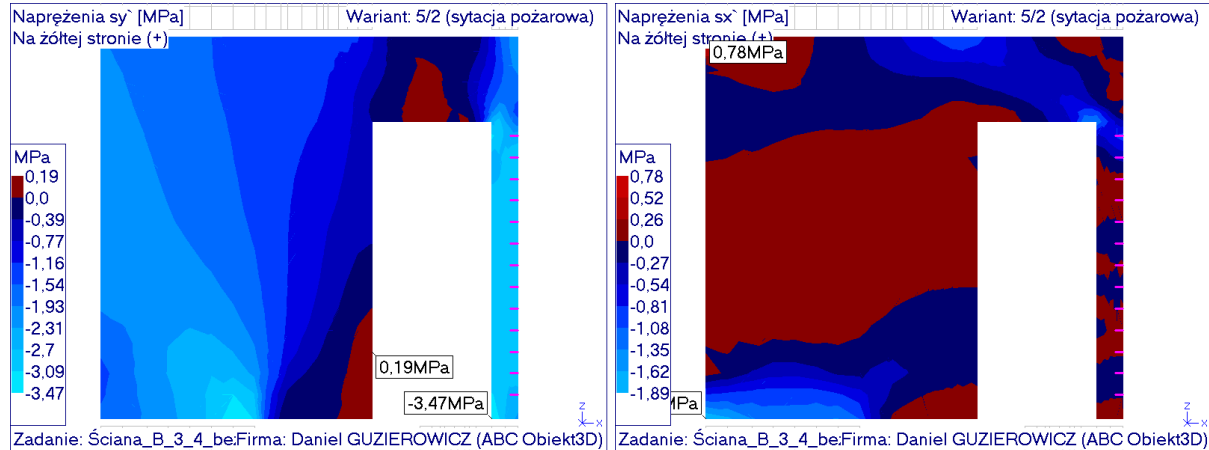 Naprężenia sy` [MPa]
Wariant: 5/2 (sytacja pożarowa)
Na żółtej stronie (+)
MPa
0,19
0,0
-0,39
-0,77
-1,16
-1,54
-1,93
-2,31
-2,7
-3,09
-3,47
0,19MPa
-3,47MPa
z
x
Zadanie: Ściana_B_3_4_be
Firma: Daniel GUZIEROWICZ (ABC Obiekt3D)
Naprężenia sx` [MPa]
Wariant: 5/2 (sytacja pożarowa)
Na żółtej stronie (+)
0,78MPa
MPa
0,78
0,52
0,26
0,0
-0,27
-0,54
-0,81
-1,08
-1,35
-1,62
-1,89
MPa
z
x
Zadanie: Ściana_B_3_4_be
Firma: Daniel GUZIEROWICZ (ABC Obiekt3D)